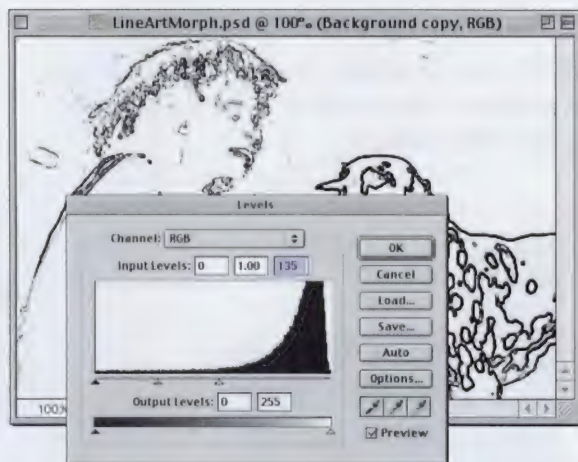 LineArtMorph.psd @ 100% (Background copy, RGB)
Levels
Channel: RGB
Input Levels: 0 1.00 135
OK
Cancel
Load...
Save...
Auto
Options...
Output Levels: 0 255
Preview
100%